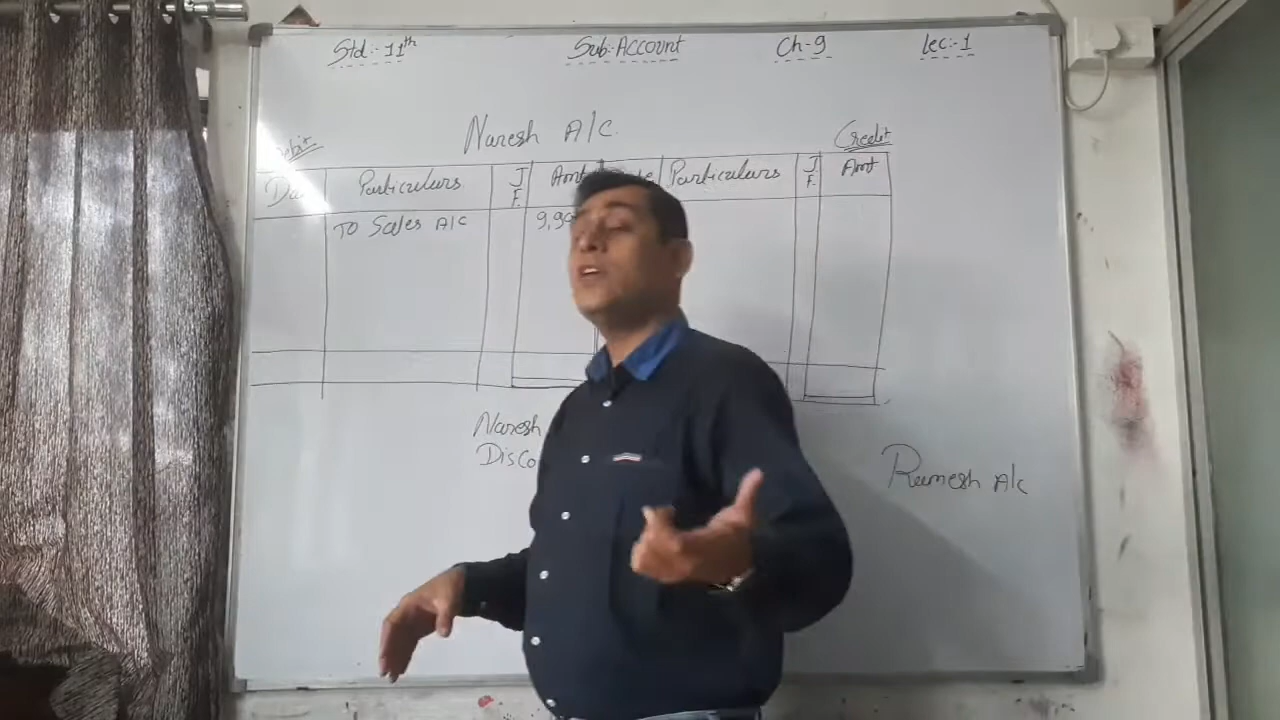 Std:-11th Sub:-Account Ch-9 Lec:-1
Naresh A/c.
Credit
Particulars J F. Amt Particulars J F. Amt
To Sales A/c
Naresh
Ramesh A/c